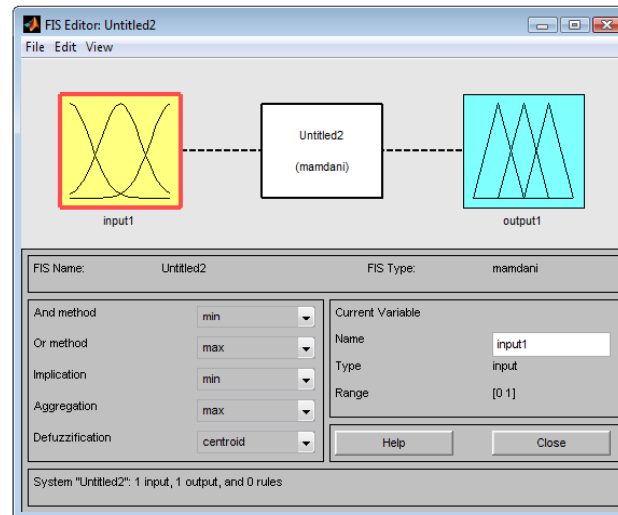 FIS Editor: Untitled2
File Edit View
Untitled2
(mamdani)
input1
output1
FIS Name: Untitled2 FIS Type: mamdani
And method min
Or method max
Implication min
Aggregation max
Defuzzification centroid
Current Variable
Name input1
Type input
Range [0 1]
Help Close
System "Untitled2": 1 input, 1 output, and 0 rules